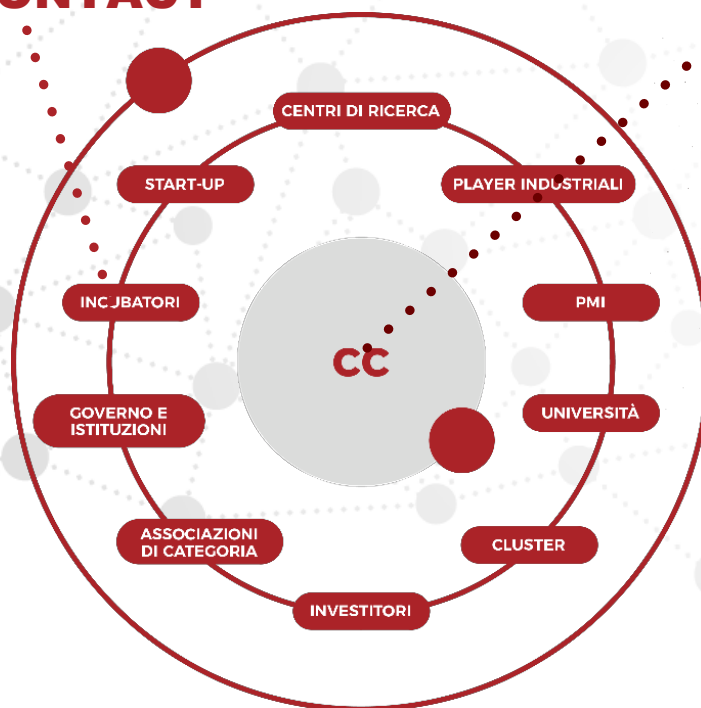 CENTRI DI RICERCA
START-UP
PLAYER INDUSTRIALI
INCUBATORI
PMI
CC
GOVERNO E
ISTITUZIONI
UNIVERSITÀ
ASSOCIAZIONI
DI CATEGORIA
CLUSTER
INVESTITORI